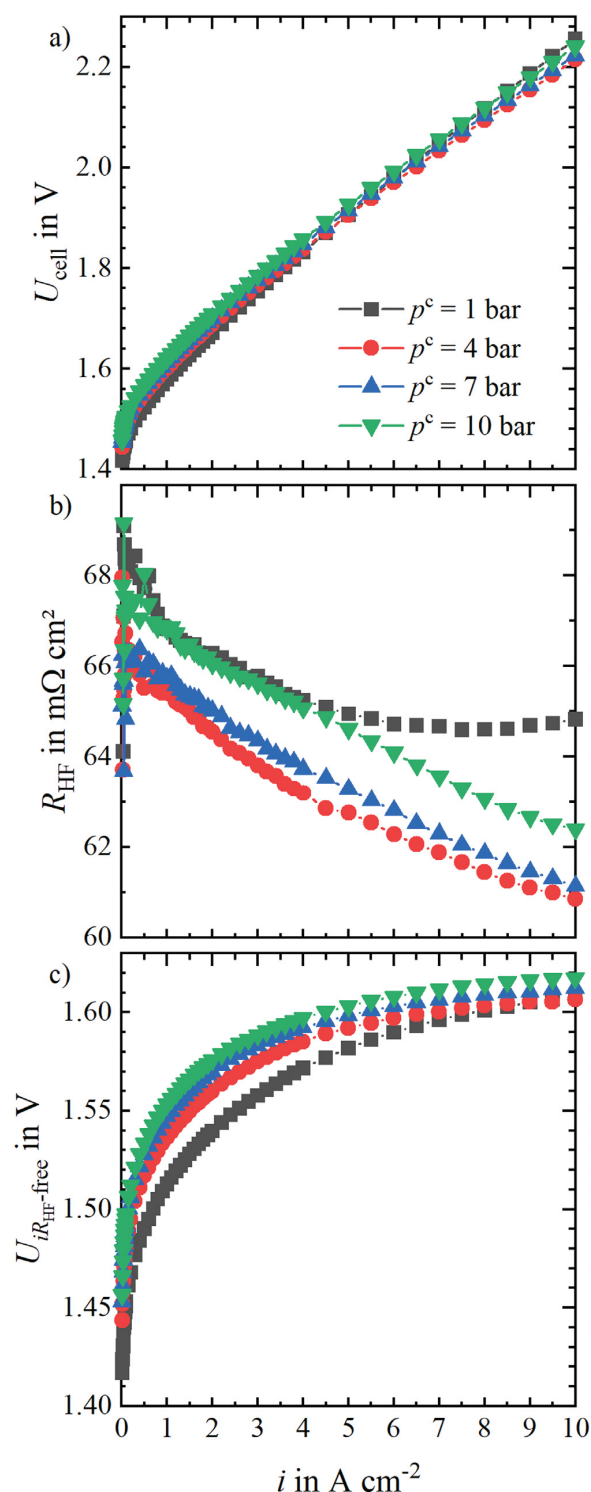 a)
2.2
2.0
1.8
1.6
1.4
U_cell in V
p^c = 1 bar
p^c = 4 bar
p^c = 7 bar
p^c = 10 bar
b)
68
66
64
62
60
R_HF in mΩ cm²
c)
1.60
1.55
1.50
1.45
1.40
U_iR_HF-free in V
0 1 2 3 4 5 6 7 8 9 10
i in A cm⁻²